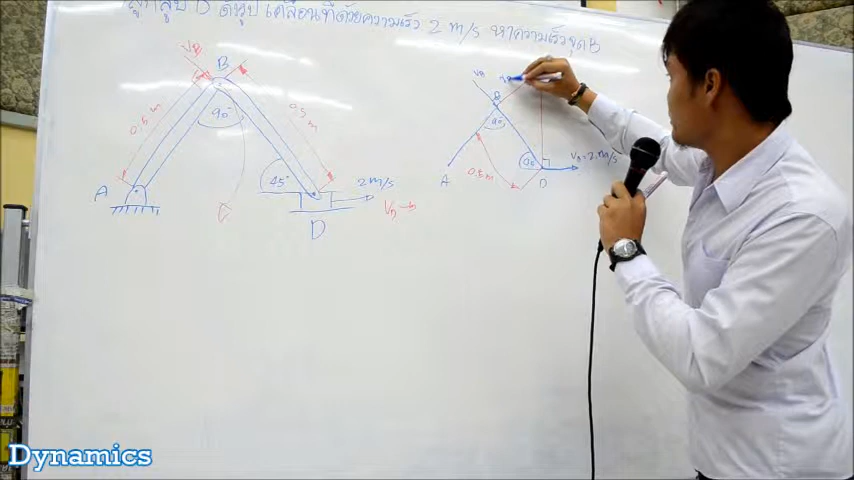 ลูกสูบ D ดังรูป เคลื่อนที่ด้วยความเร็ว 2 m/s หาความเร็วจุด B
VB
B
0,5 m
0,5 m
90°
A
45°
2 m/s
VD →
D
VB
B
90°
A
0.5 m
VD = 2 m/s
D
Dynamics